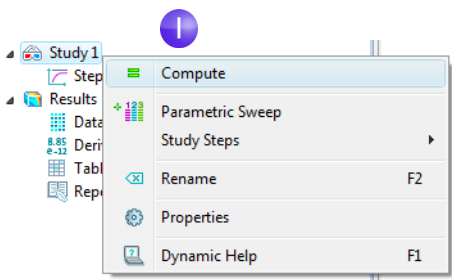 I
Study 1
Compute
Step
Results
123
Parametric Sweep
Data
Study Steps
8.85
e-12
Deri
Tabl
Rename F2
Repo
Properties
Dynamic Help F1